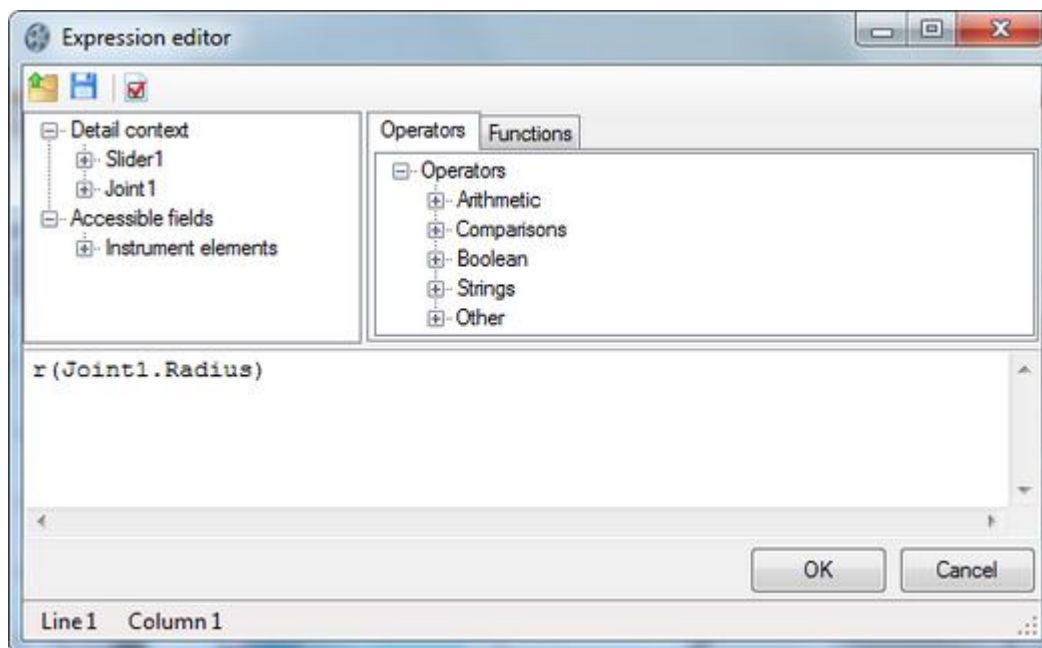 Expression editor
Detail context
Slider1
Joint1
Accessible fields
Instrument elements
Operators Functions
Operators
Arithmetic
Comparisons
Boolean
Strings
Other
r(Joint1.Radius)
OK Cancel
Line 1 Column 1